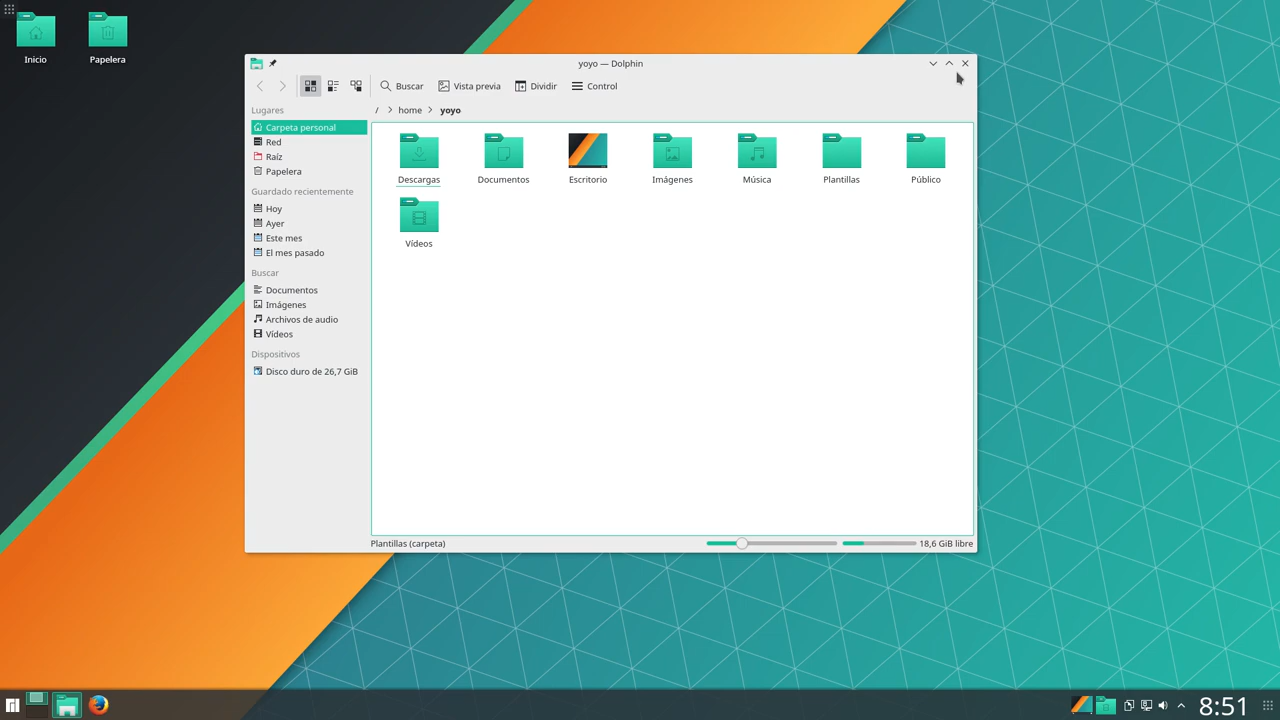 Inicio
Papelera
yoyo — Dolphin
Buscar
Vista previa
Dividir
Control
/ home yoyo
Lugares
Carpeta personal
Red
Raíz
Papelera
Guardado recientemente
Hoy
Ayer
Este mes
El mes pasado
Buscar
Documentos
Imágenes
Archivos de audio
Vídeos
Dispositivos
Disco duro de 26,7 GiB
Descargas
Documentos
Escritorio
Imágenes
Música
Plantillas
Público
Vídeos
Plantillas (carpeta)
18,6 GiB libre
8:51